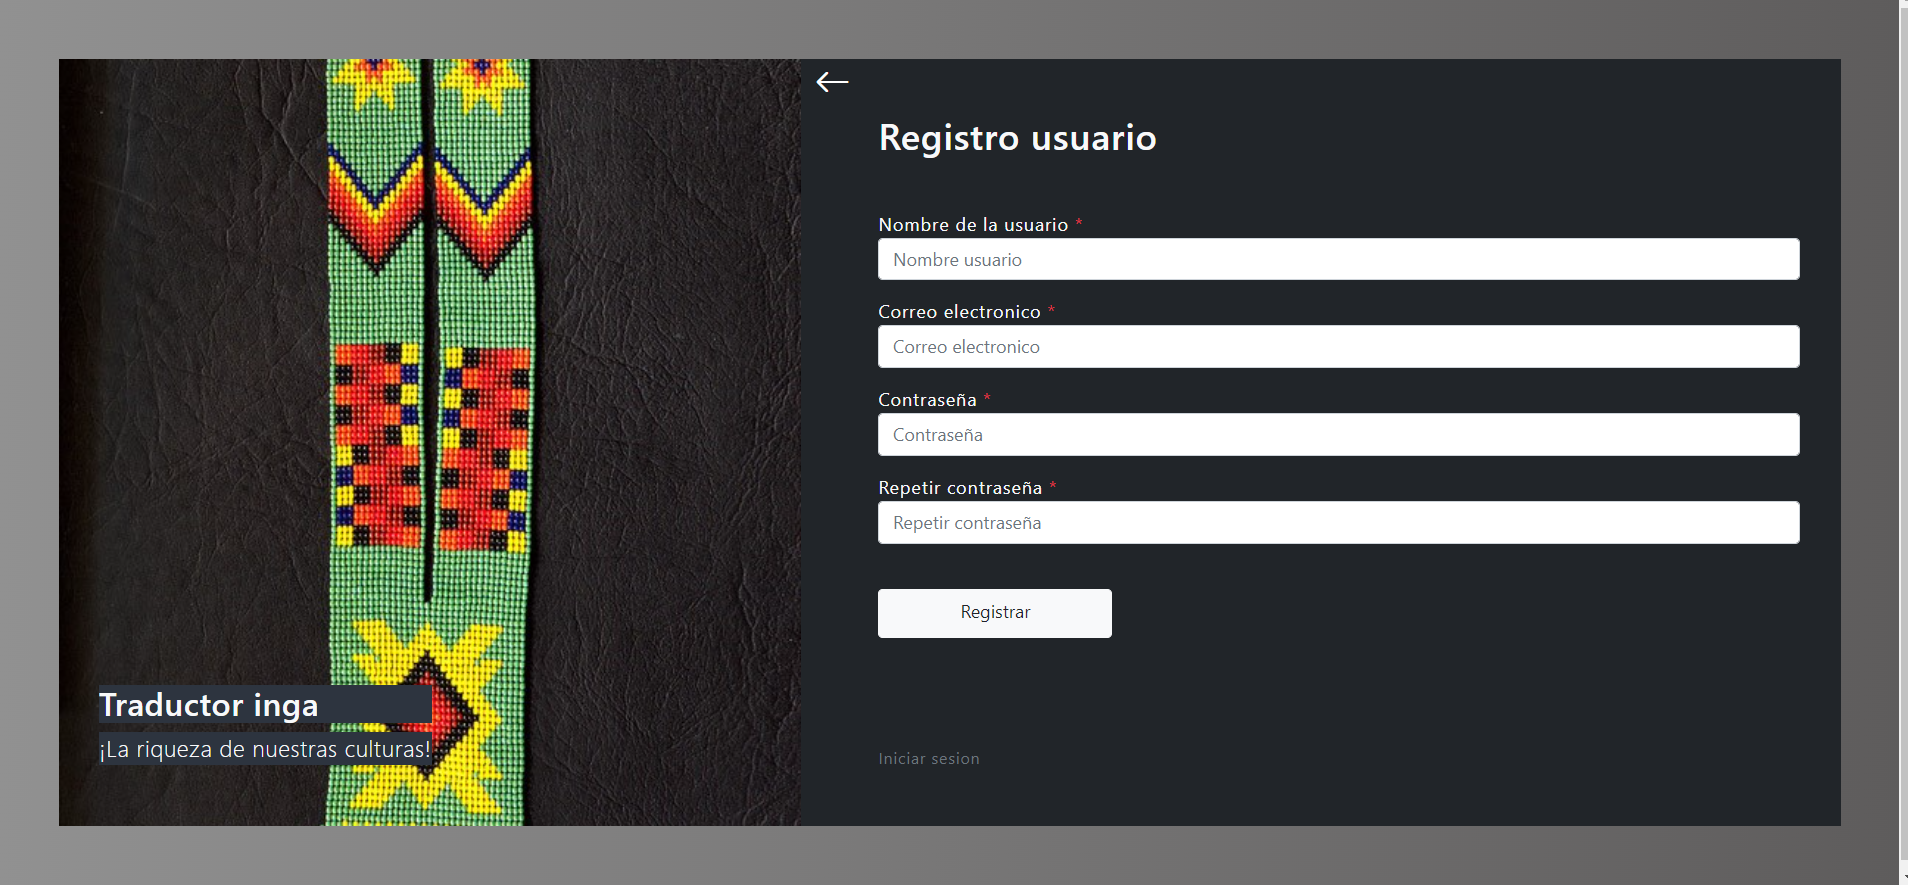 Traductor inga
¡La riqueza de nuestras culturas!
Registro usuario
Nombre de la usuario *
Nombre usuario
Correo electronico *
Correo electronico
Contraseña *
Contraseña
Repetir contraseña *
Repetir contraseña
Registrar
Iniciar sesion